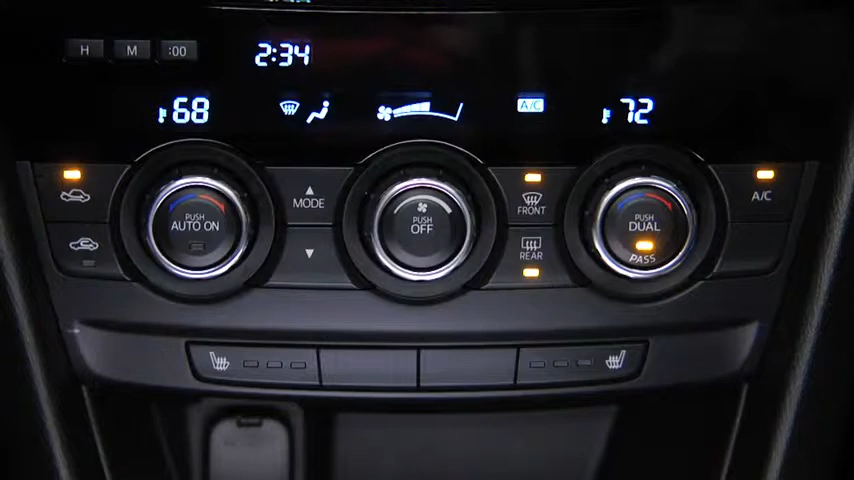 H M :00 2:34
68 A/C 72
PUSH
AUTO ON
MODE
PUSH
OFF
FRONT
REAR
PUSH
DUAL
PASS
A/C